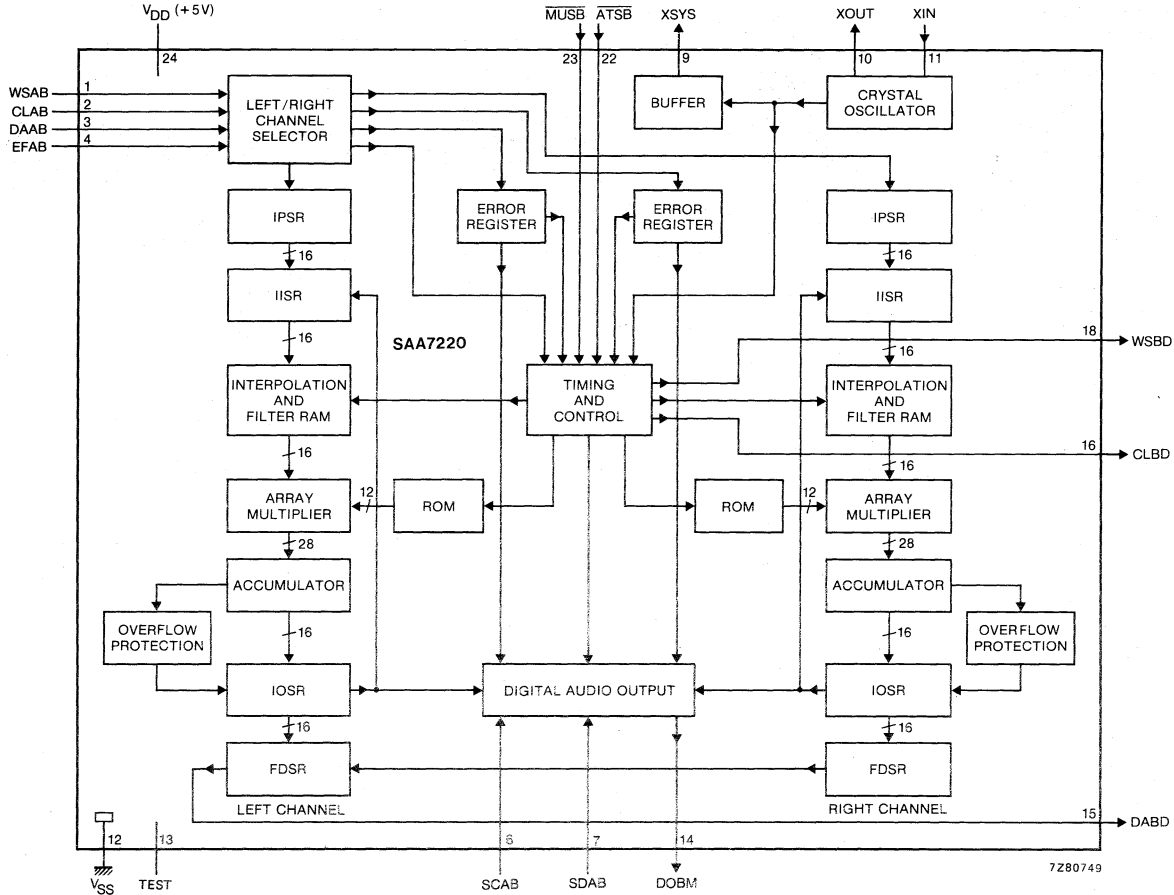 VDD (+5V)
MUSB
ATSB
XSYS
XOUT
XIN
24
23
22
9
10
11
WSAB
1
CLAB
2
DAAB
3
EFAB
4
LEFT/RIGHT
CHANNEL
SELECTOR
BUFFER
CRYSTAL
OSCILLATOR
IPSR
ERROR
REGISTER
ERROR
REGISTER
IPSR
16
16
IISR
IISR
16
SAA7220
16
18
WSBD
INTERPOLATION
AND
FILTER RAM
TIMING
AND
CONTROL
INTERPOLATION
AND
FILTER RAM
16
16
16
CLBD
ARRAY
MULTIPLIER
12
ROM
ROM
12
ARRAY
MULTIPLIER
28
28
ACCUMULATOR
ACCUMULATOR
OVERFLOW
PROTECTION
16
16
OVERFLOW
PROTECTION
IOSR
DIGITAL AUDIO OUTPUT
IOSR
16
16
FDSR
FDSR
LEFT CHANNEL
RIGHT CHANNEL
15
DABD
12
13
6
7
14
VSS
TEST
SCAB
SDAB
DOBM
7Z80749